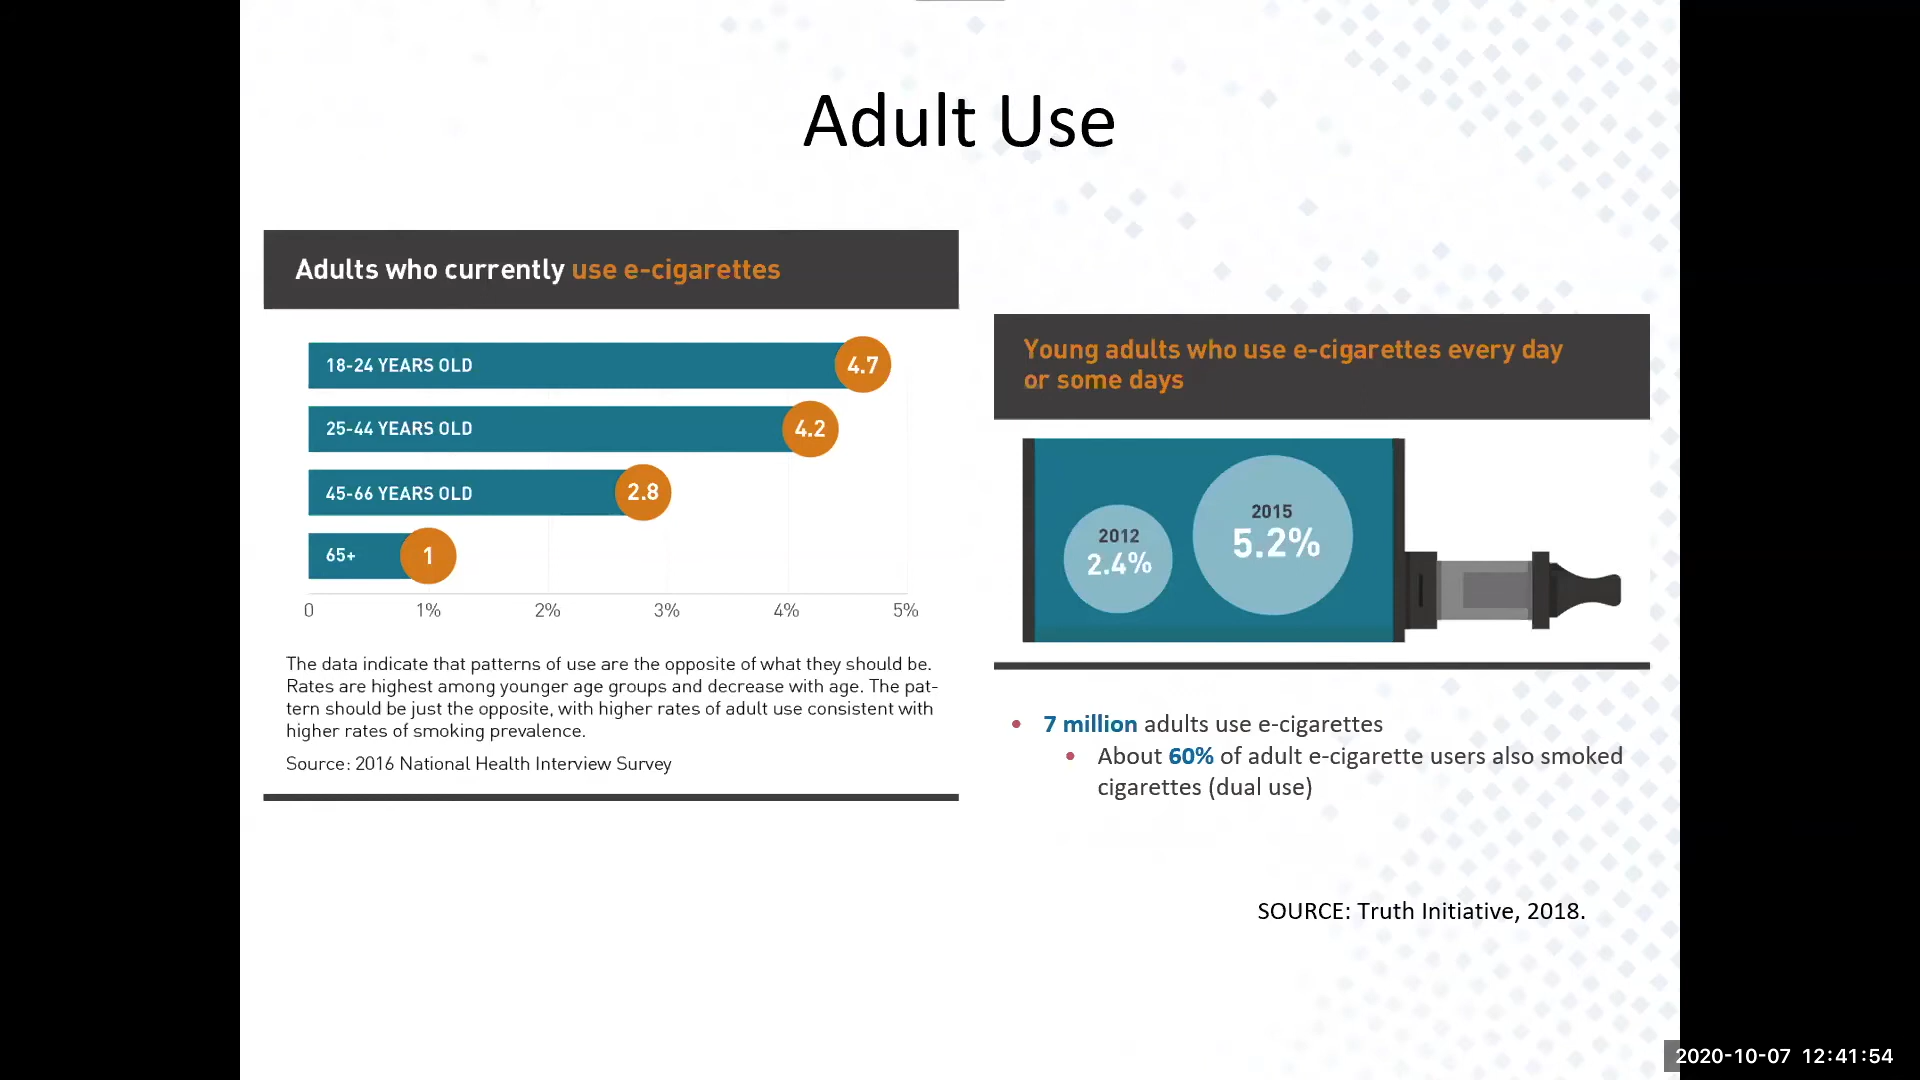 Adult Use
Adults who currently use e-cigarettes
18-24 YEARS OLD
4.7
25-44 YEARS OLD
4.2
45-66 YEARS OLD
2.8
65+
1
0 1% 2% 3% 4% 5%
The data indicate that patterns of use are the opposite of what they should be.
Rates are highest among younger age groups and decrease with age. The pat-
tern should be just the opposite, with higher rates of adult use consistent with
higher rates of smoking prevalence.
Source: 2016 National Health Interview Survey
Young adults who use e-cigarettes every day
or some days
2012
2.4%
2015
5.2%
• 7 million adults use e-cigarettes
• About 60% of adult e-cigarette users also smoked
cigarettes (dual use)
SOURCE: Truth Initiative, 2018.
2020-10-07 12:41:54